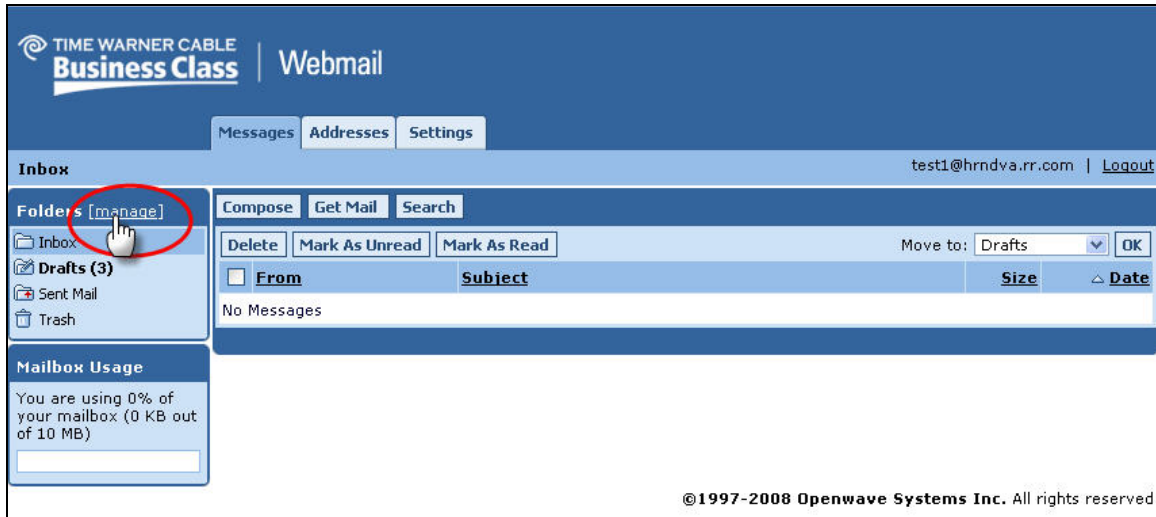 TIME WARNER CABLE
Business Class | Webmail
Messages Addresses Settings
Inbox test1@hrndva.rr.com | Logout
Folders [manage] Compose Get Mail Search
Inbox Delete Mark As Unread Mark As Read Move to: Drafts OK
Drafts (3) From Subject Size Date
Sent Mail No Messages
Trash
Mailbox Usage
You are using 0% of
your mailbox (0 KB out
of 10 MB)
©1997-2008 Openwave Systems Inc. All rights reserved